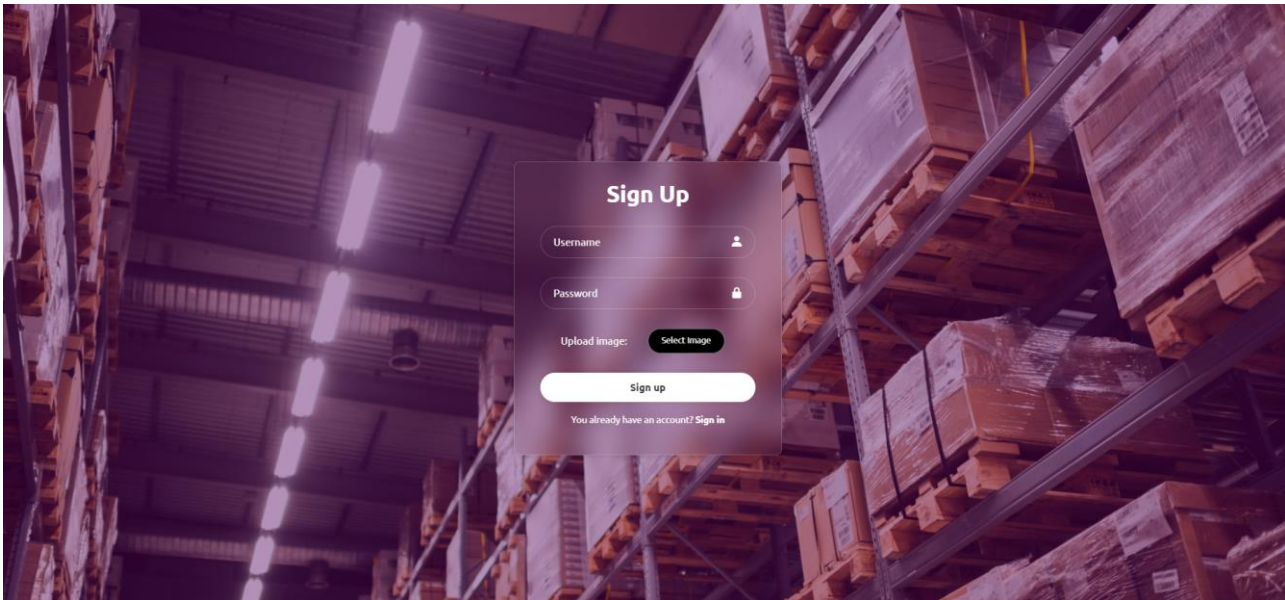 Sign Up
Username
Password
Upload image: Select Image
Sign up
You already have an account? Sign in